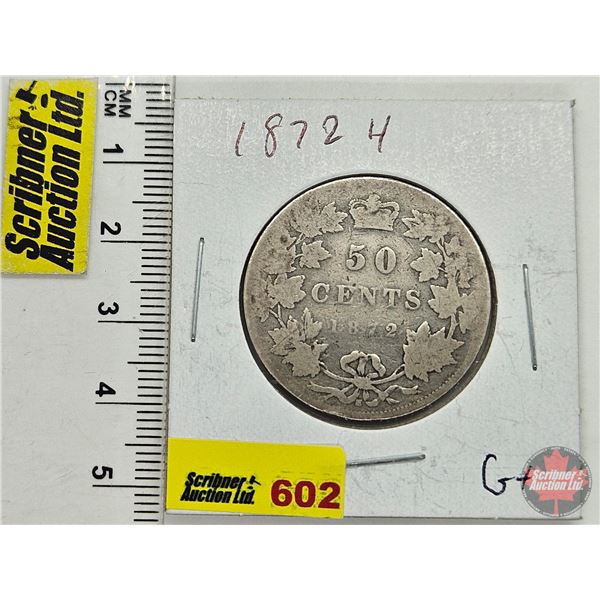 Scribner
Auction Ltd.
MM
CM
1
2
3
4
5
1872 H
50
CENTS
1872
H
Scribner
Auction Ltd.
602
G+
Scribner
Auction Ltd.